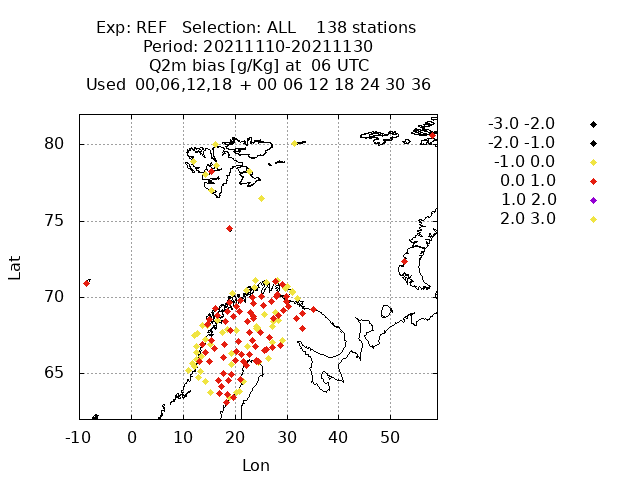 Exp: REF   Selection: ALL    138 stations
Period: 20211110-20211130
Q2m bias [g/Kg] at  06 UTC
Used  00,06,12,18 + 00 06 12 18 24 30 36
-3.0 -2.0
-2.0 -1.0
-1.0 0.0
0.0 1.0
1.0 2.0
2.0 3.0
80
75
70
65
Lat
-10 0 10 20 30 40 50
Lon